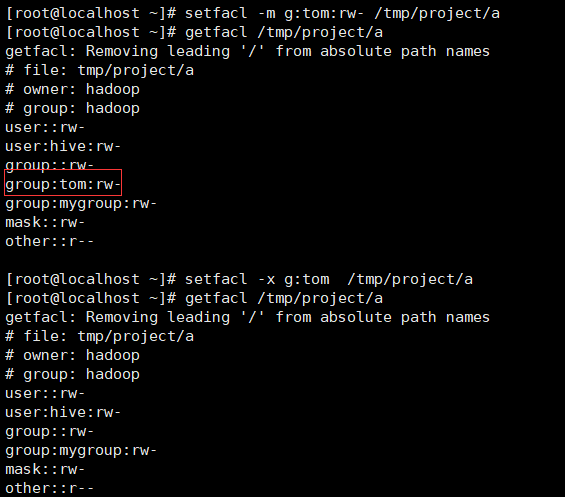 [root@localhost ~]# setfacl -m g:tom:rw- /tmp/project/a
[root@localhost ~]# getfacl /tmp/project/a
getfacl: Removing leading '/' from absolute path names
# file: tmp/project/a
# owner: hadoop
# group: hadoop
user::rw-
user:hive:rw-
group::rw-
group:tom:rw-
group:mygroup:rw-
mask::rw-
other::r--

[root@localhost ~]# setfacl -x g:tom  /tmp/project/a
[root@localhost ~]# getfacl /tmp/project/a
getfacl: Removing leading '/' from absolute path names
# file: tmp/project/a
# owner: hadoop
# group: hadoop
user::rw-
user:hive:rw-
group::rw-
group:mygroup:rw-
mask::rw-
other::r--